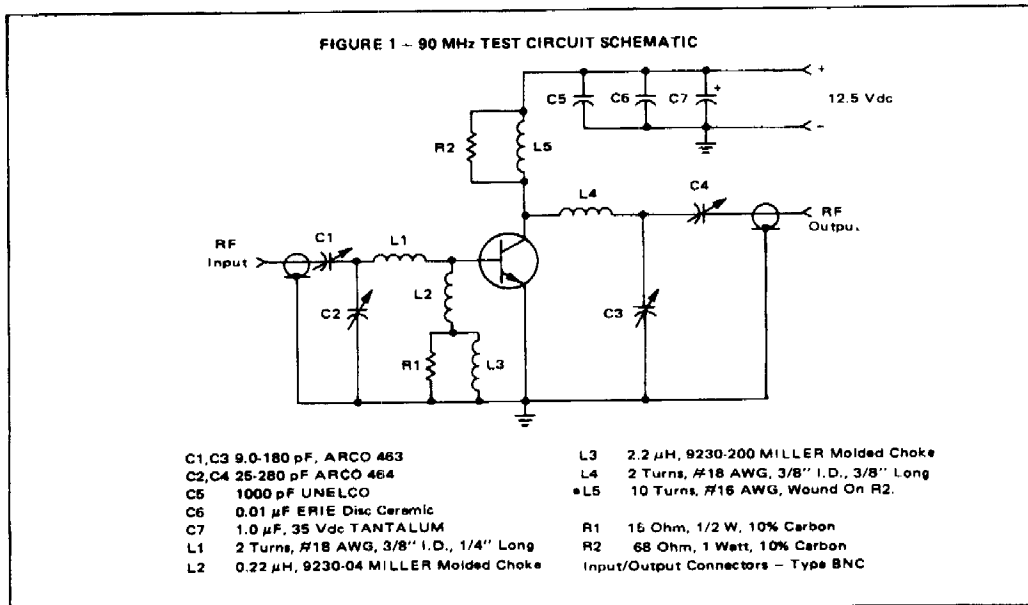 FIGURE 1 – 90 MHz TEST CIRCUIT SCHEMATIC
+
C5
C6
C7
+
12.5 Vdc
–
R2
L5
L4
C4
RF
Output
RF
Input
C1
L1
L2
C2
C3
R1
L3
C1,C3 9.0-180 pF, ARCO 463
C2,C4 25-280 pF ARCO 464
C5 1000 pF UNELCO
C6 0.01 µF ERIE Disc Ceramic
C7 1.0 µF, 35 Vdc TANTALUM
L1 2 Turns, #18 AWG, 3/8" I.D., 1/4" Long
L2 0.22 µH, 9230-04 MILLER Molded Choke
L3 2.2 µH, 9230-200 MILLER Molded Choke
L4 2 Turns, #18 AWG, 3/8" I.D., 3/8" Long
•L5 10 Turns, #16 AWG, Wound On R2.
R1 15 Ohm, 1/2 W, 10% Carbon
R2 68 Ohm, 1 Watt, 10% Carbon
Input/Output Connectors – Type BNC